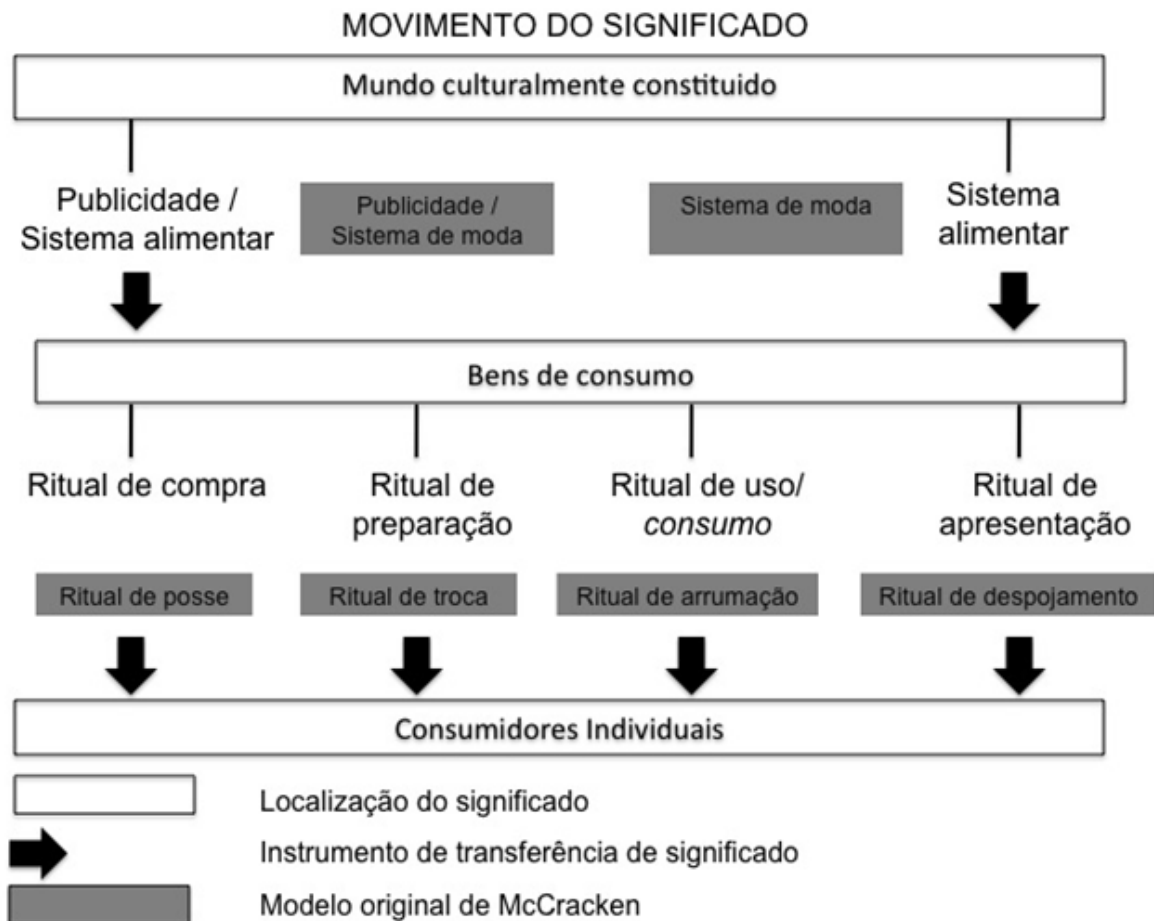 MOVIMENTO DO SIGNIFICADO
Mundo culturalmente constituido
Publicidade /
Sistema alimentar
Publicidade /
Sistema de moda
Sistema de moda
Sistema
alimentar
Bens de consumo
Ritual de compra
Ritual de
preparação
Ritual de uso/
consumo
Ritual de
apresentação
Ritual de posse
Ritual de troca
Ritual de arrumação
Ritual de despojamento
Consumidores Individuais
Localização do significado
Instrumento de transferência de significado
Modelo original de McCracken